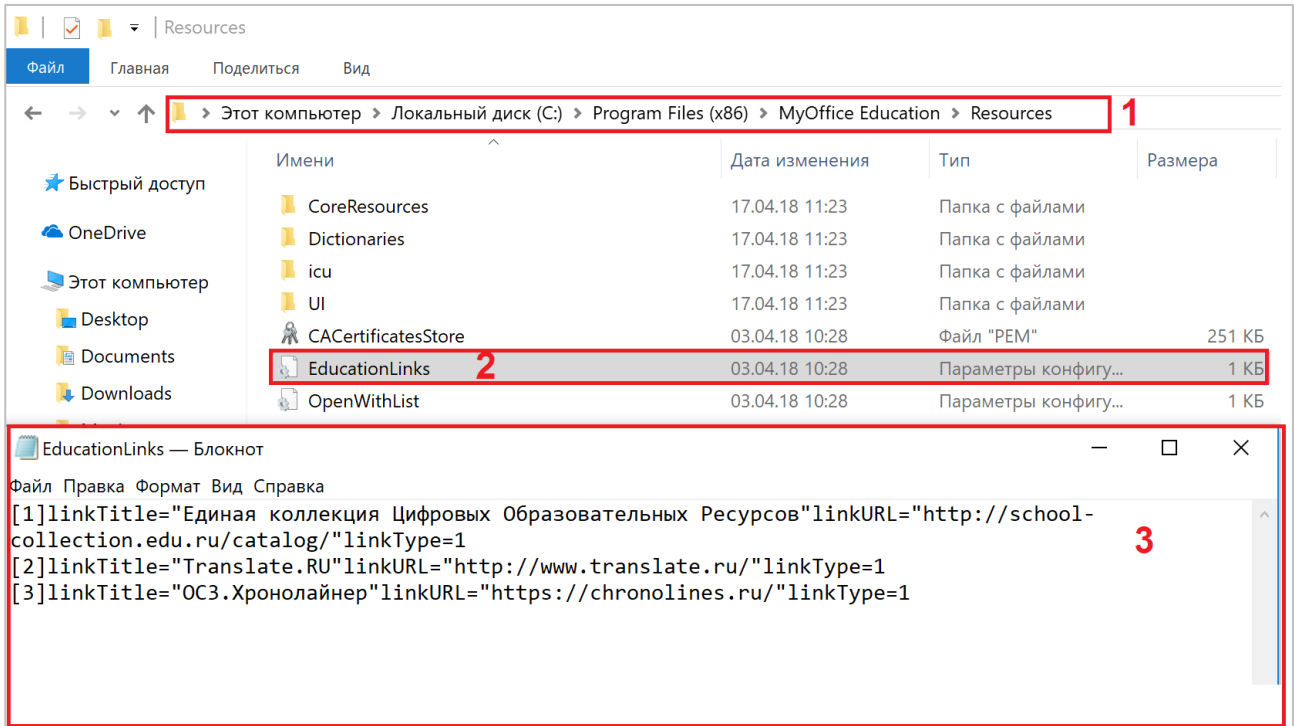 Resources
Файл Главная Поделиться Вид
Этот компьютер Локальный диск (C:) Program Files (x86) MyOffice Education Resources 1
Имени Дата изменения Тип Размера
Быстрый доступ
OneDrive
Этот компьютер
Desktop
Documents
Downloads
CoreResources 17.04.18 11:23 Папка с файлами
Dictionaries 17.04.18 11:23 Папка с файлами
icu 17.04.18 11:23 Папка с файлами
UI 17.04.18 11:23 Папка с файлами
CACertificatesStore 03.04.18 10:28 Файл "PEM" 251 КБ
EducationLinks 2 03.04.18 10:28 Параметры конфигу... 1 КБ
OpenWithList 03.04.18 10:28 Параметры конфигу... 1 КБ
EducationLinks — Блокнот
Файл Правка Формат Вид Справка
[1]linkTitle="Единая коллекция Цифровых Образовательных Ресурсов"linkURL="http://school-
collection.edu.ru/catalog/"linkType=1
3
[2]linkTitle="Translate.RU"linkURL="http://www.translate.ru/"linkType=1
[3]linkTitle="ОС3.Хронолайнер"linkURL="https://chronolines.ru/"linkType=1